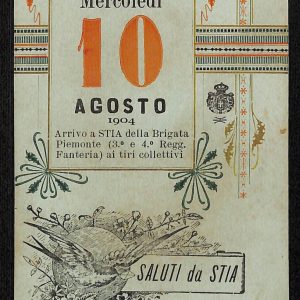 Mercoledì
10
AGOSTO
1904
Arrivo a STIA della Brigata
Piemonte (3.º e 4.º Regg.
Fanteria) ai tiri collettivi
SALUTI da STIA